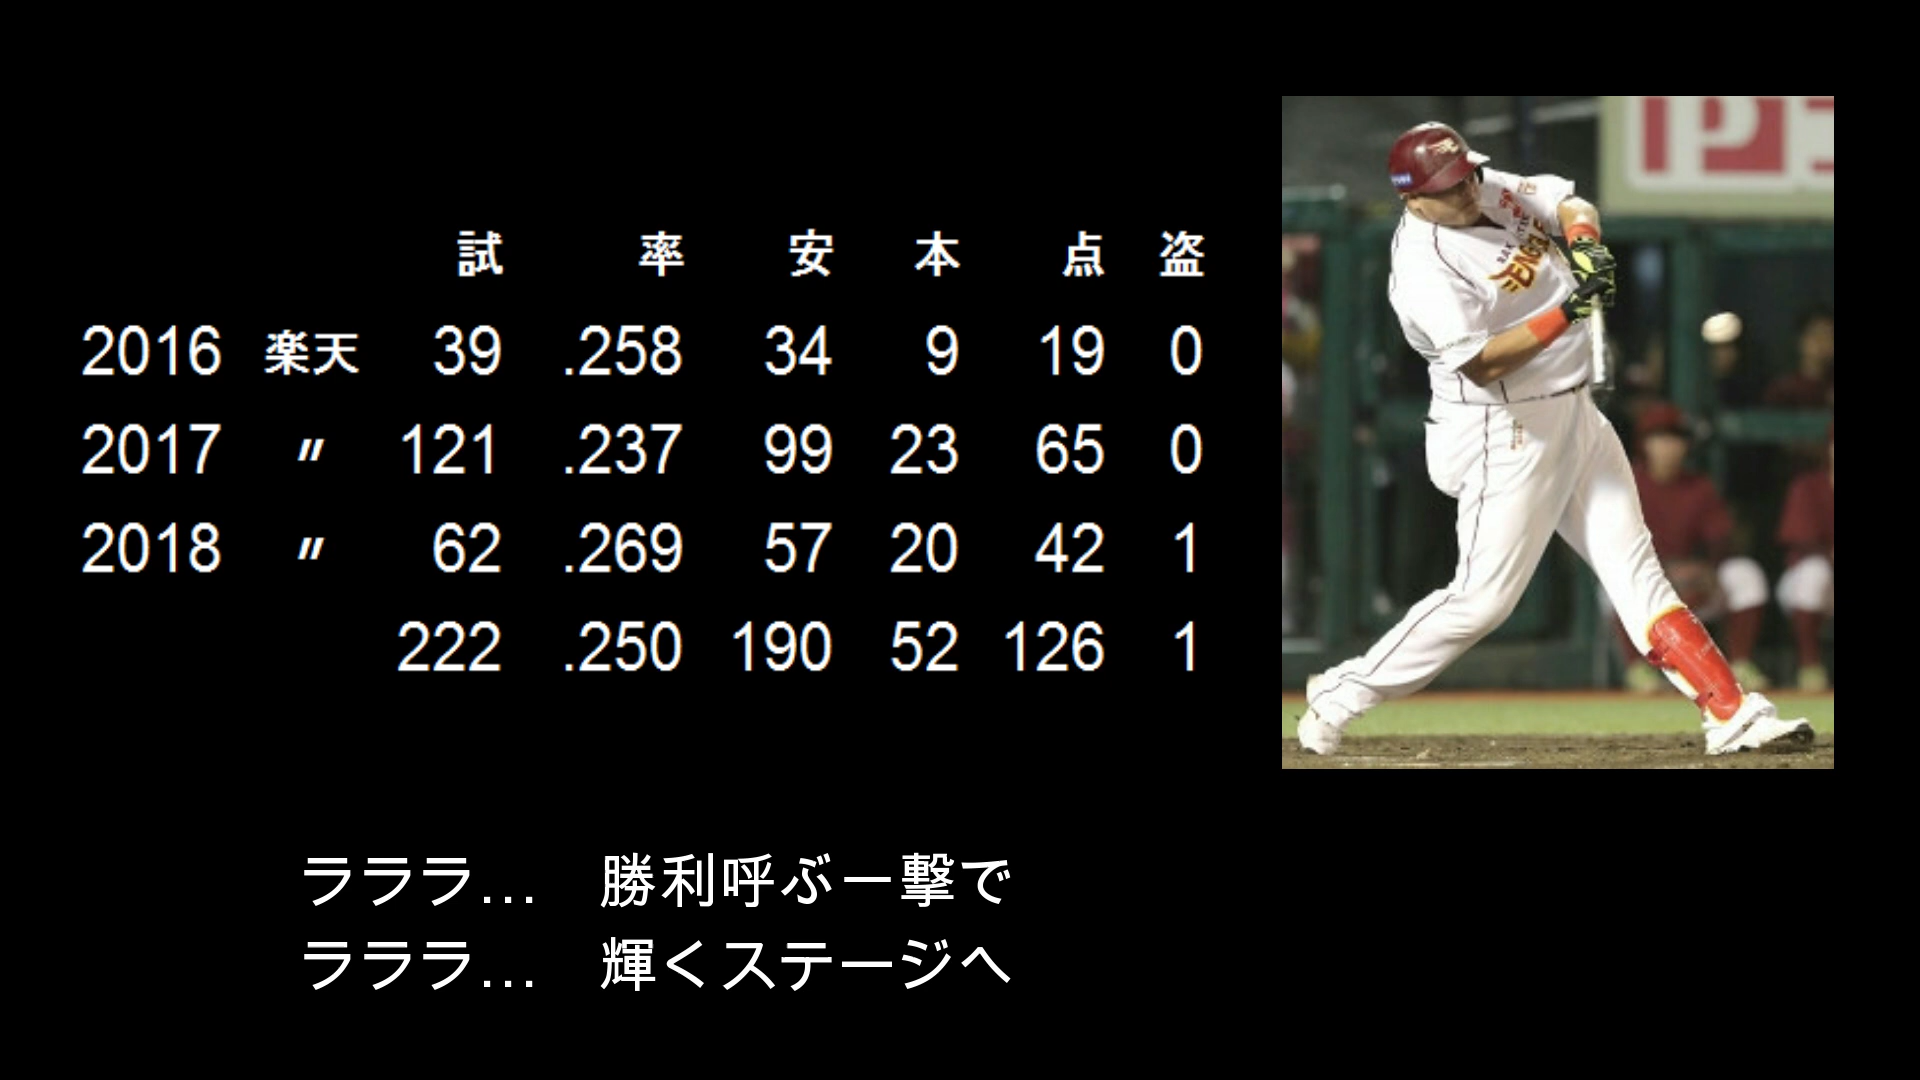 試 率 安 本 点 盗
2016 楽天 39 .258 34 9 19 0
2017 〃 121 .237 99 23 65 0
2018 〃 62 .269 57 20 42 1
222 .250 190 52 126 1
ラララ… 勝利呼ぶ一撃で
ラララ… 輝くステージへ